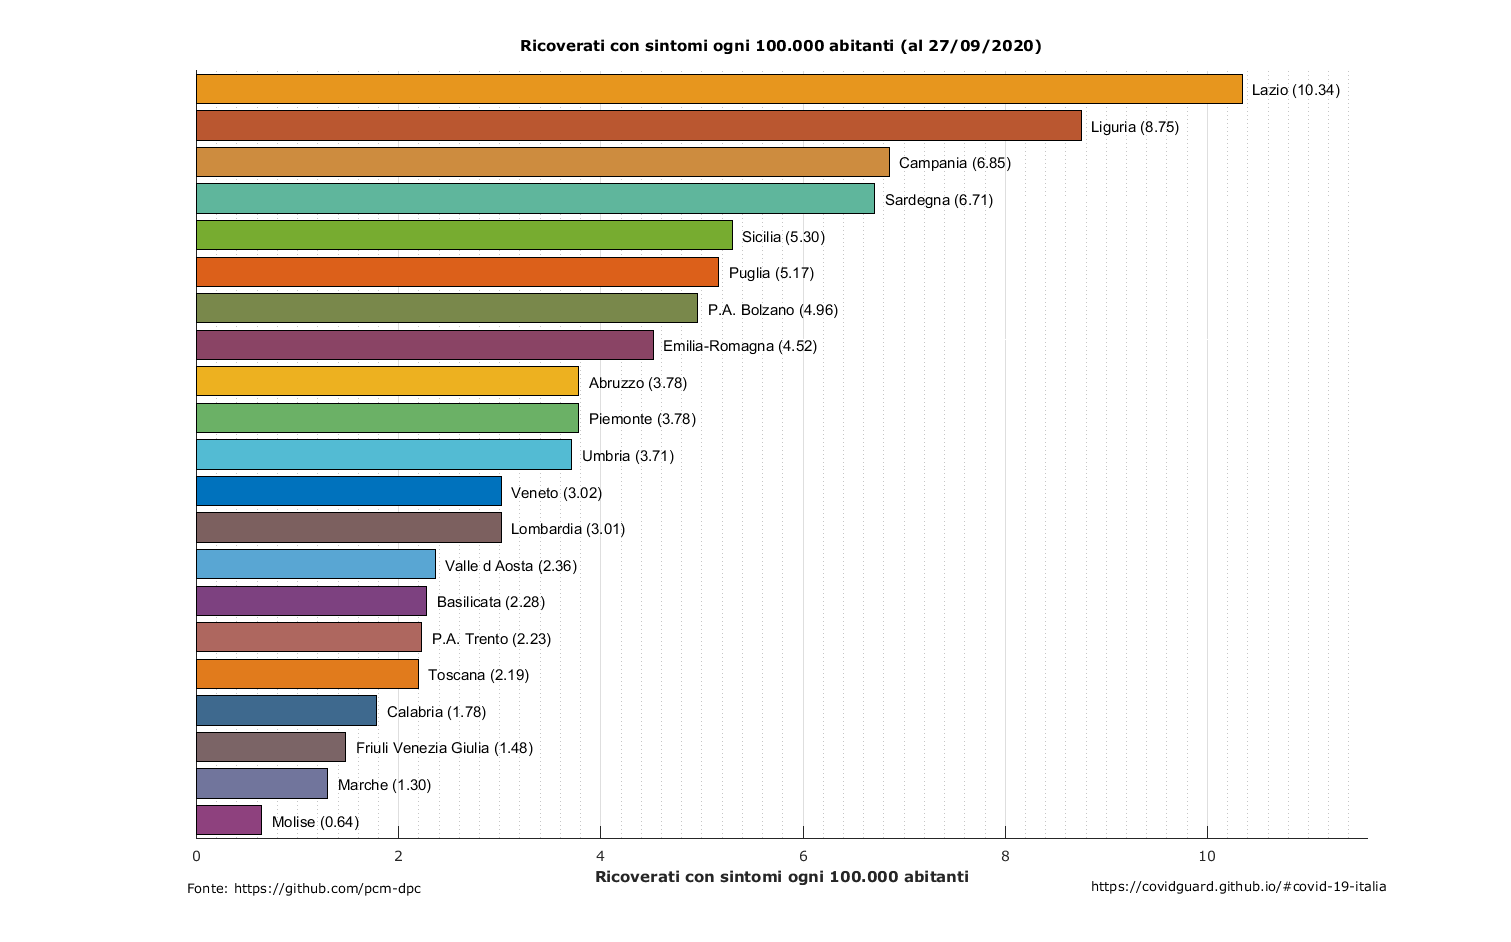 Ricoverati con sintomi ogni 100.000 abitanti (al 27/09/2020)
Lazio (10.34)
Liguria (8.75)
Campania (6.85)
Sardegna (6.71)
Sicilia (5.30)
Puglia (5.17)
P.A. Bolzano (4.96)
Emilia-Romagna (4.52)
Abruzzo (3.78)
Piemonte (3.78)
Umbria (3.71)
Veneto (3.02)
Lombardia (3.01)
Valle d Aosta (2.36)
Basilicata (2.28)
P.A. Trento (2.23)
Toscana (2.19)
Calabria (1.78)
Friuli Venezia Giulia (1.48)
Marche (1.30)
Molise (0.64)
0 2 4 6 8 10
Ricoverati con sintomi ogni 100.000 abitanti
Fonte: https://github.com/pcm-dpc
https://covidguard.github.io/#covid-19-italia